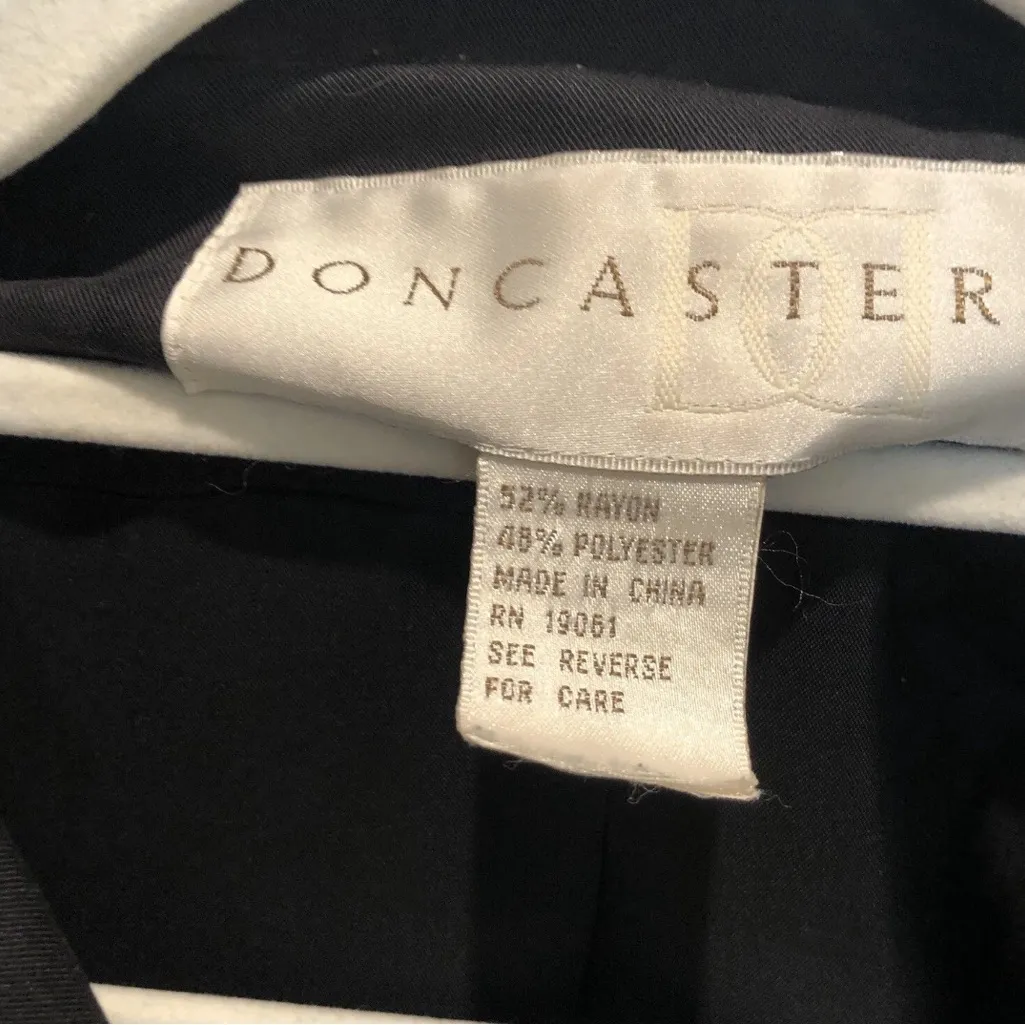 DONCASTER
52% RAYON
48% POLYESTER
MADE IN CHINA
RN 19061
SEE REVERSE
FOR CARE